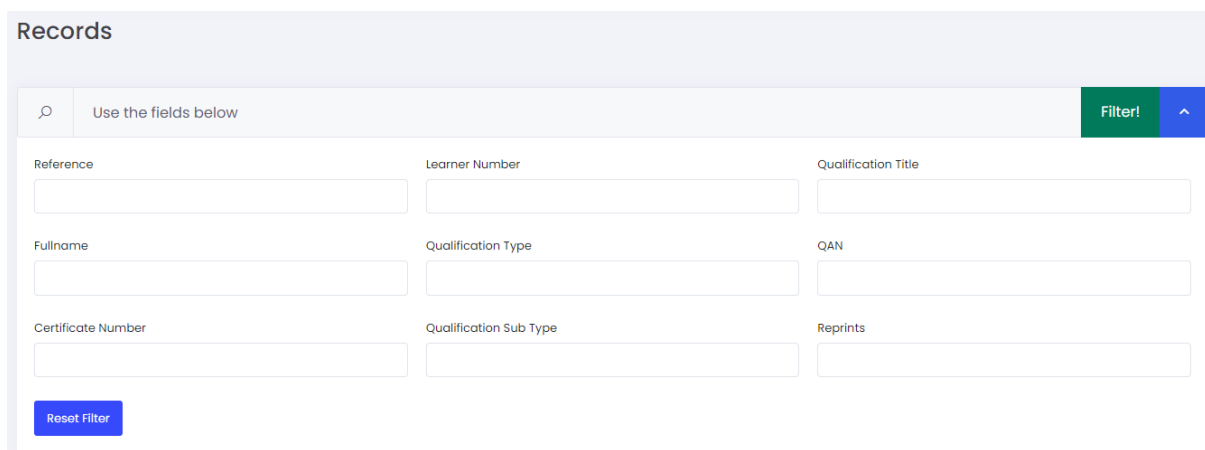 Records
Use the fields below
Filter!
Reference
Learner Number
Qualification Title
Fullname
Qualification Type
QAN
Certificate Number
Qualification Sub Type
Reprints
Reset Filter